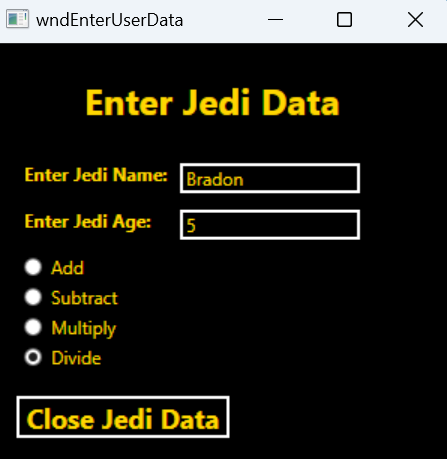 wndEnterUserData
Enter Jedi Data
Enter Jedi Name: Bradon
Enter Jedi Age: 5
Add
Subtract
Multiply
Divide
Close Jedi Data